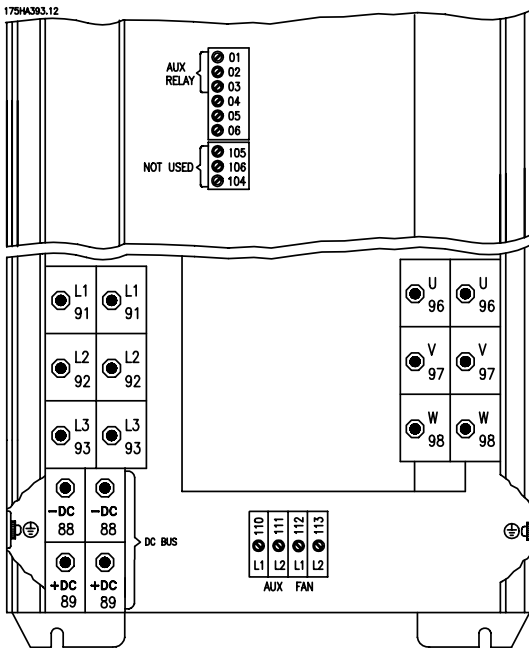 175HA393.12
AUX
RELAY
01
02
03
04
05
06
NOT USED
105
106
104
L1 L1
91 91
L2 L2
92 92
L3 L3
93 93
U U
96 96
V V
97 97
W W
98 98
-DC -DC
88 88
+DC +DC
89 89
DC BUS
110 111 112 113
L1 L2 L1 L2
AUX FAN